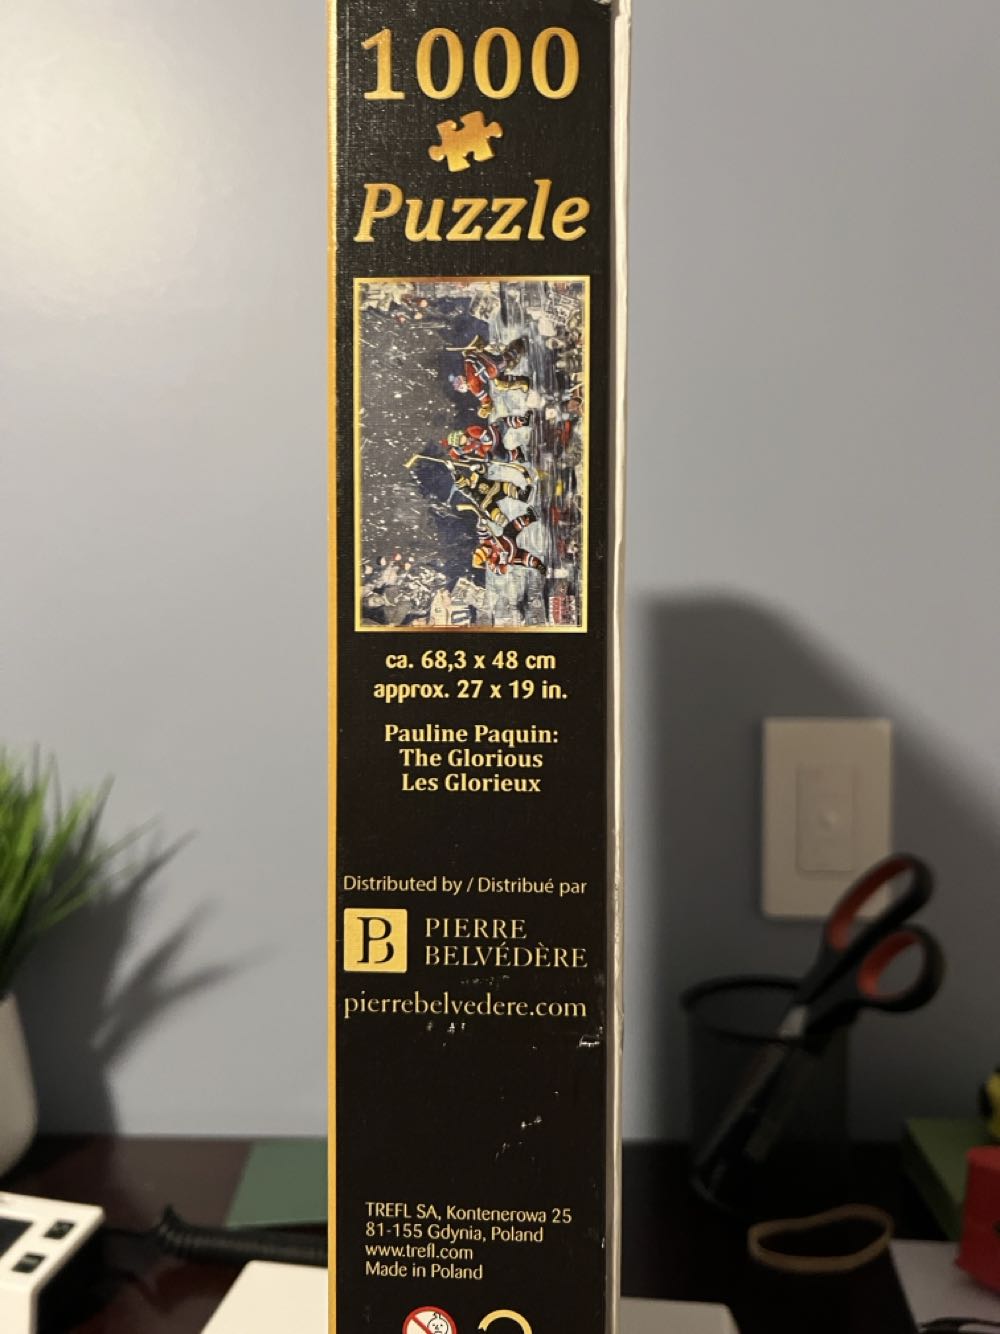 1000
Puzzle
ca. 68,3 x 48 cm
approx. 27 x 19 in.
Pauline Paquin:
The Glorious
Les Glorieux
Distributed by / Distribué par
B PIERRE
BELVÉDÈRE
pierrebelvedere.com
TREFL SA, Kontenerowa 25
81-155 Gdynia, Poland
www.trefl.com
Made in Poland